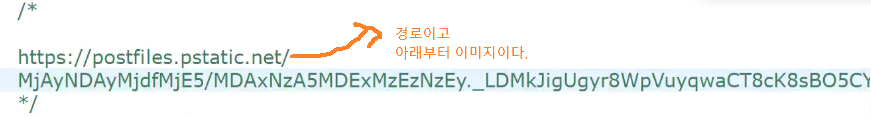 /*
경로이고
아래부터 이미지이다.
https://postfiles.pstatic.net/
MjAyNDAyMjdfMjE5/MDAxNzA5MDExMzEzNzEy._LDMkJigUgyr8WpVuyqwaCT8cK8sBO5CY
*/